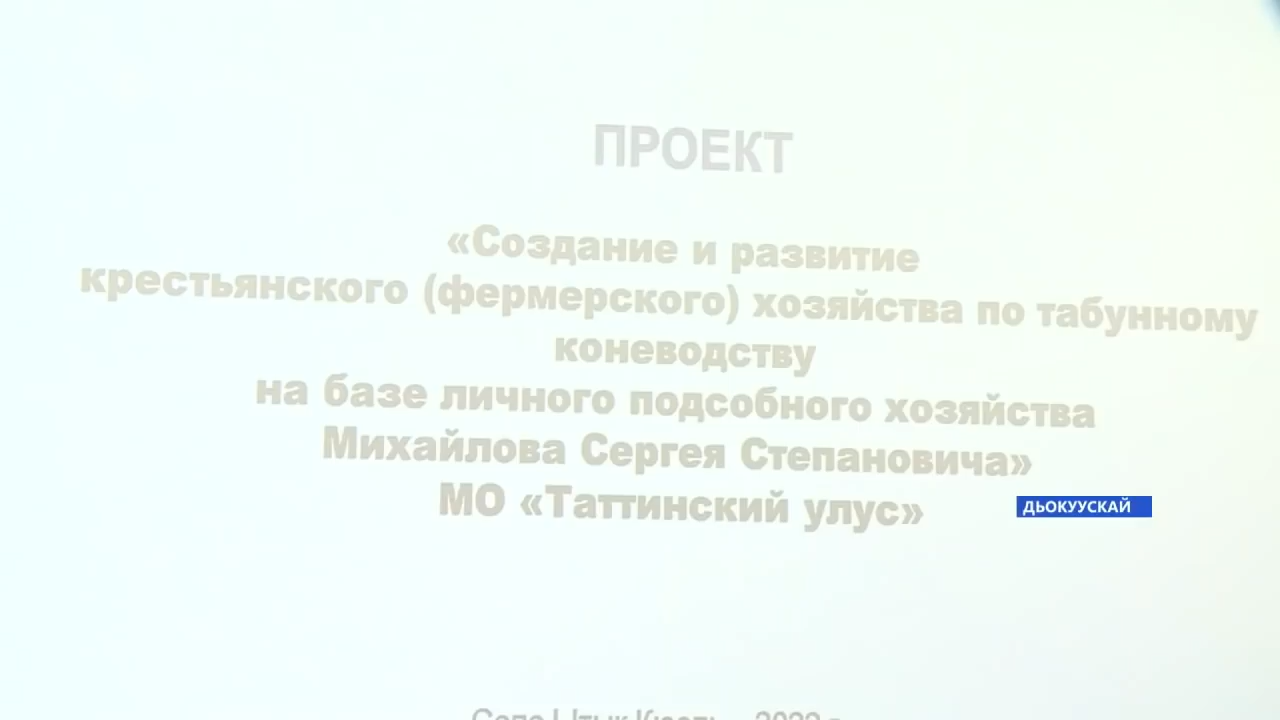 ПРОЕКТ
«Создание и развитие
крестьянского (фермерского) хозяйства по табунному
коневодству
на базе личного подсобного хозяйства
Михайлова Сергея Степановича»
МО «Таттинский улус»
ДЬОКУУСКАЙ